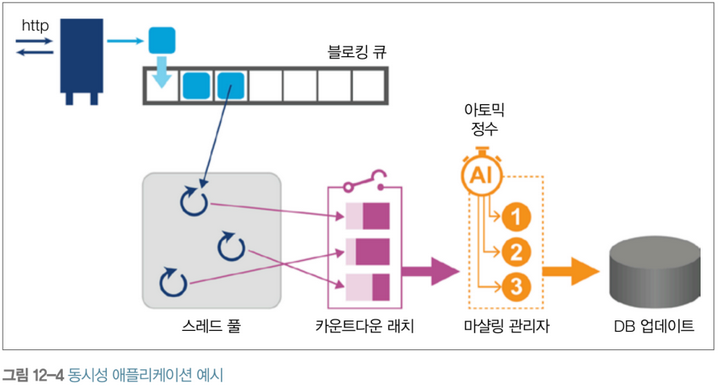 http
블로킹 큐
아토믹
정수
AI
1
2
3
스레드 풀
카운트다운 래치
마샬링 관리자
DB 업데이트
그림 12-4 동시성 애플리케이션 예시